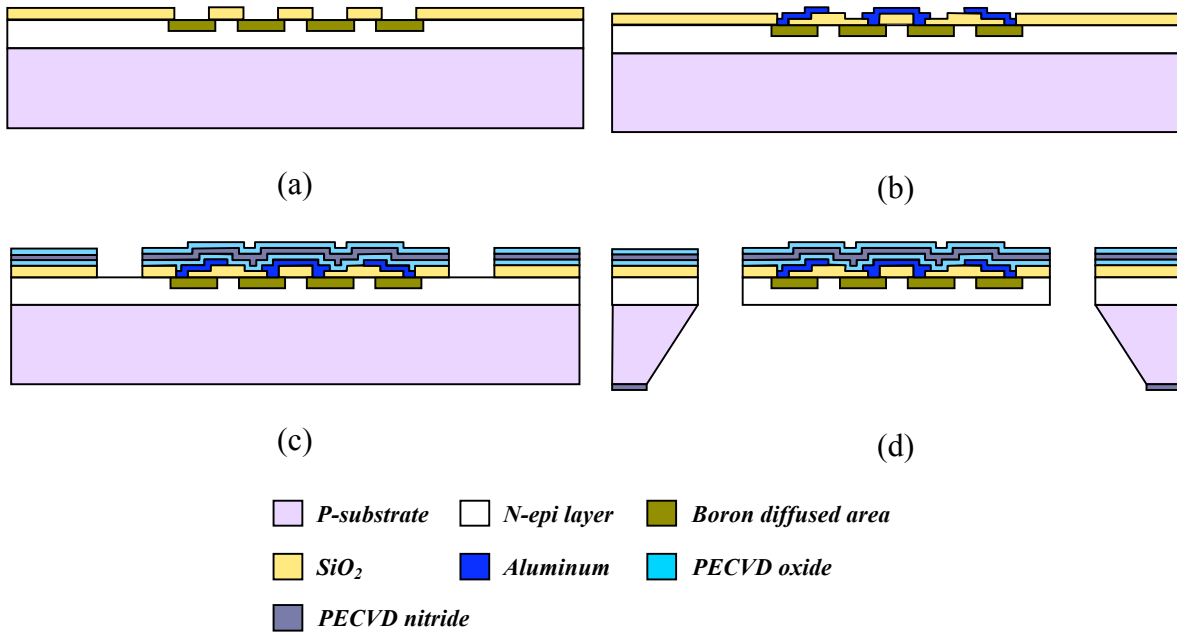 (a)
(b)
(c)
(d)
P-substrate
N-epi layer
Boron diffused area
SiO₂
Aluminum
PECVD oxide
PECVD nitride